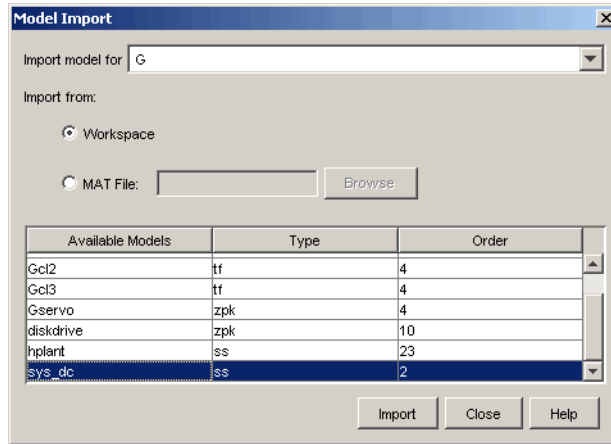 Model Import
Import model for G
Import from:
Workspace
MAT File: Browse
Available Models Type Order
Gcl2 tf 4
Gcl3 tf 4
Gservo zpk 4
diskdrive zpk 10
hplant ss 23
sys_dc ss 2
Import Close Help